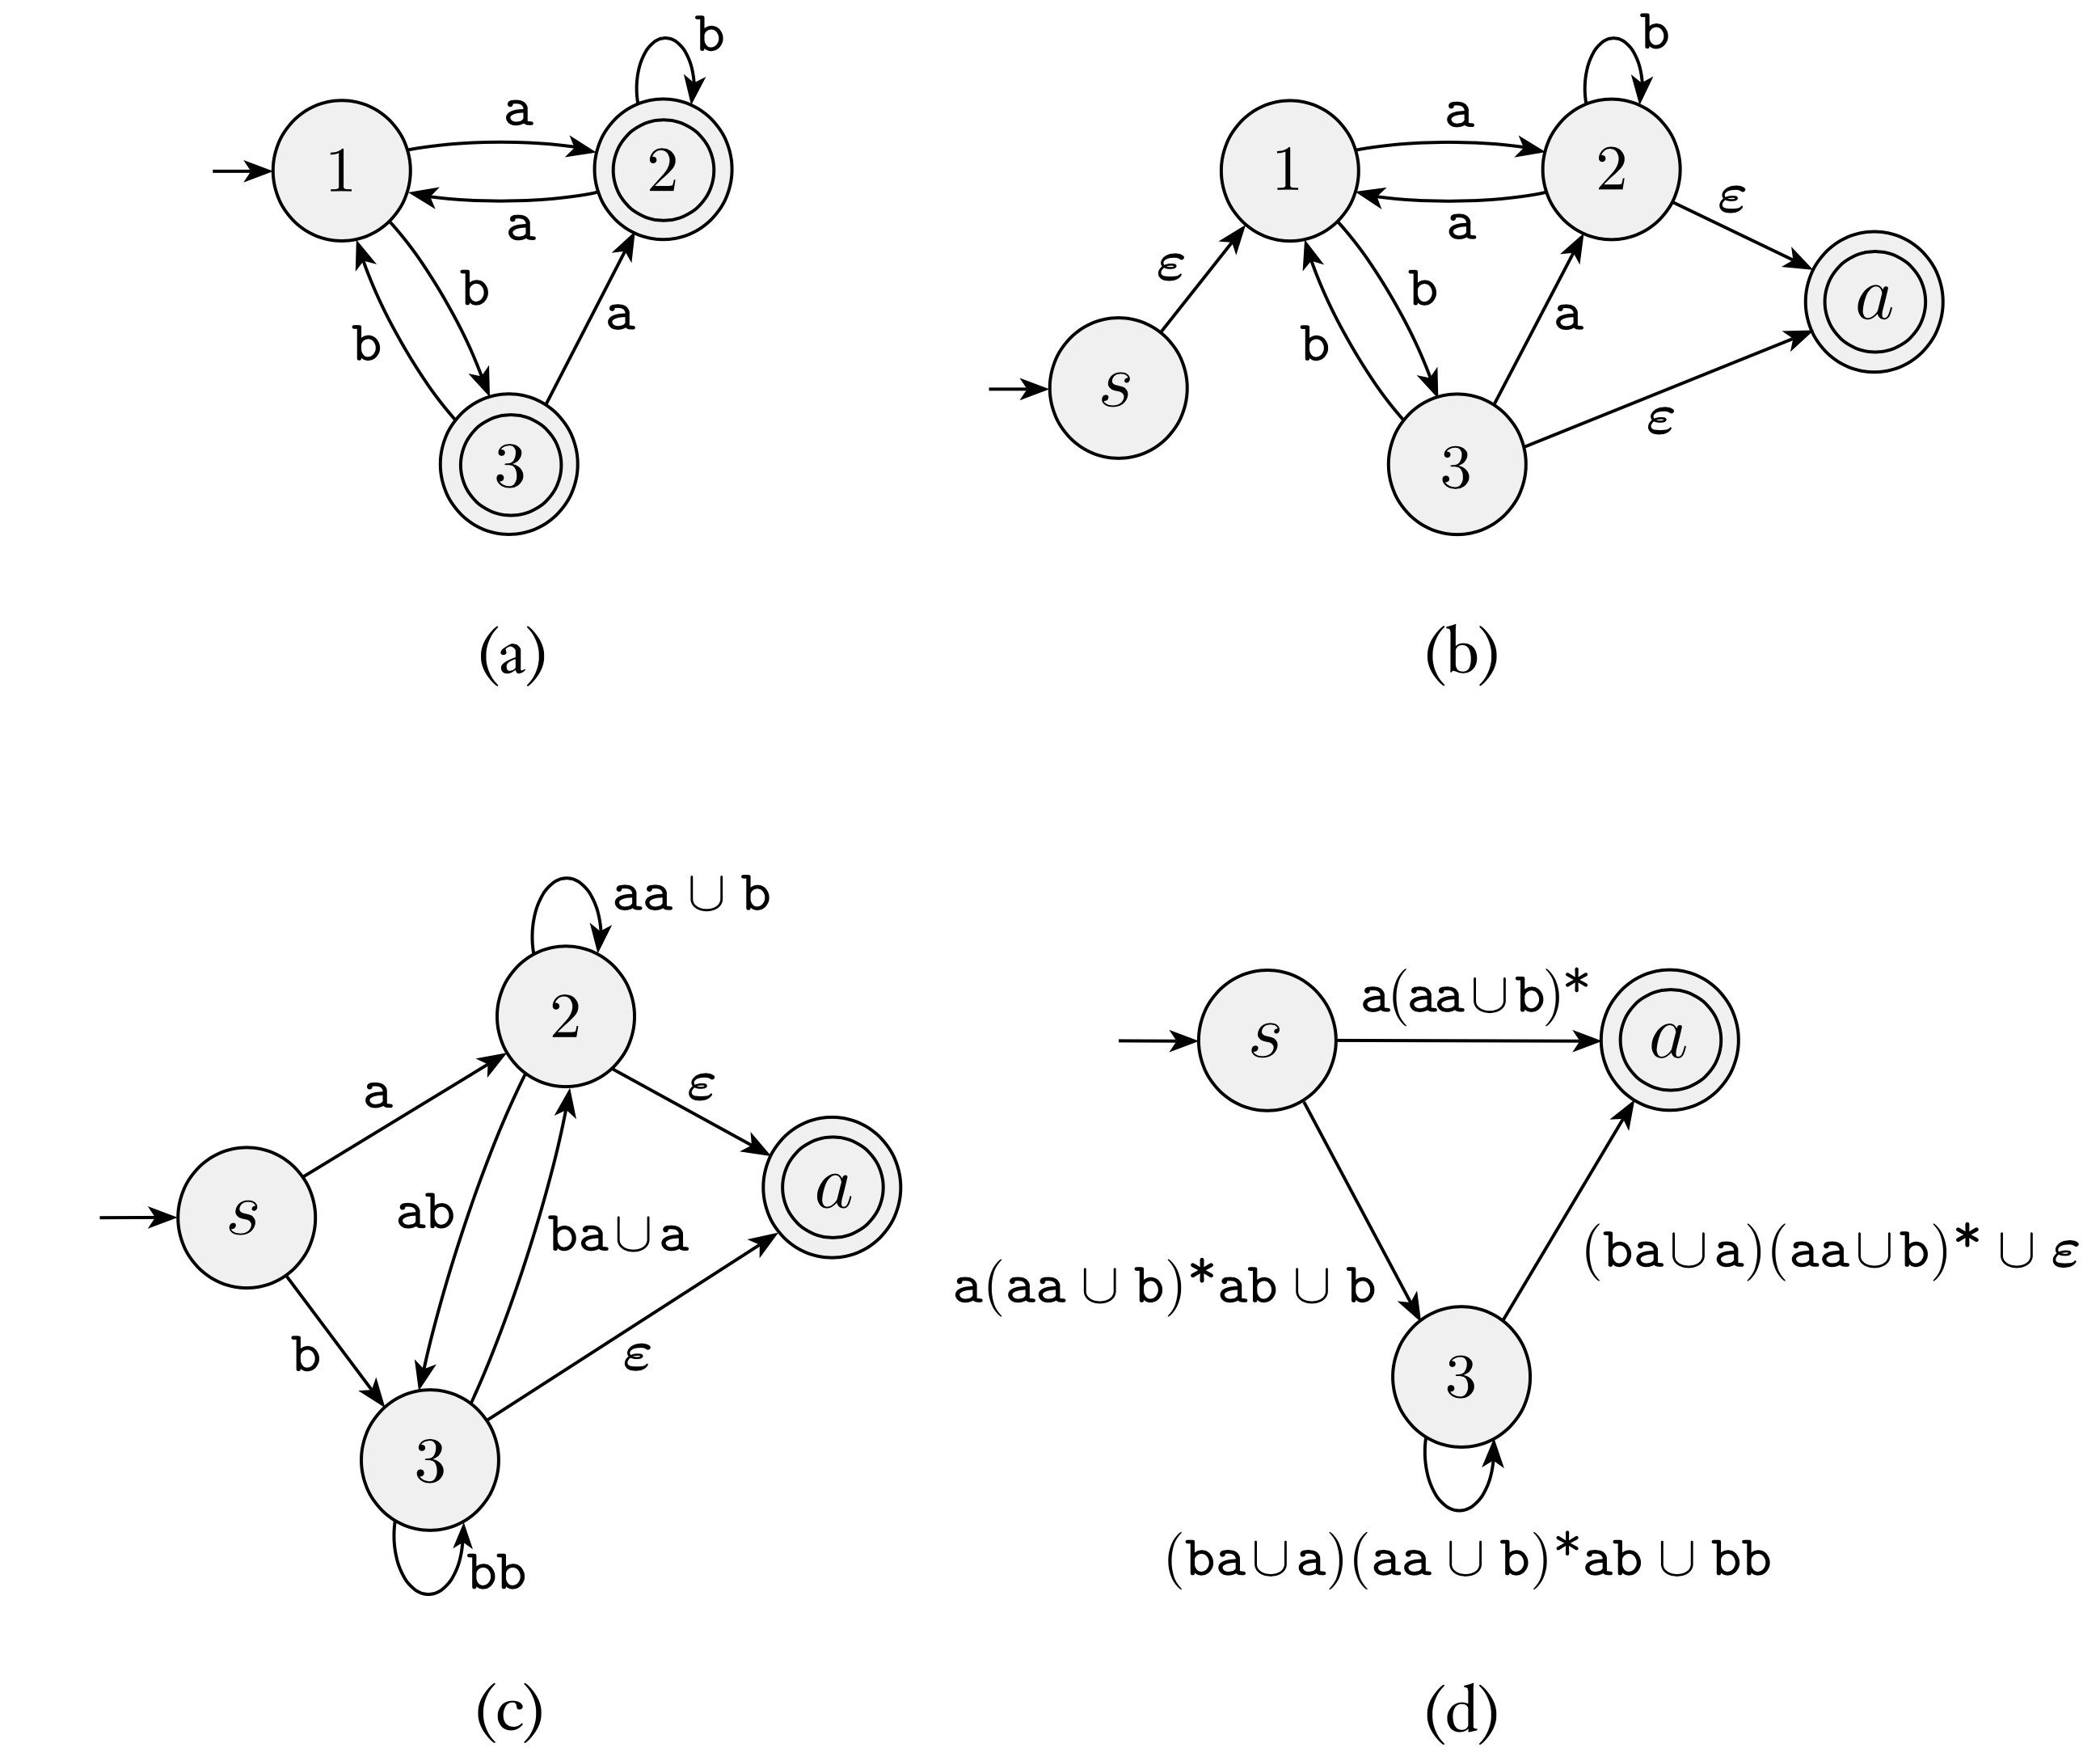 b
a
1
2
a
b
b
a
3
(a)
b
a
1
2
a
ε
ε
b
a
b
a
s
3
ε
(b)
aa ∪ b
2
a
ε
ab
ba∪a
s
a
b
ε
3
bb
(c)
a(aa∪b)*
s
a
a(aa ∪ b)*ab ∪ b
(ba∪a)(aa∪b)* ∪ ε
3
(ba∪a)(aa ∪ b)*ab ∪ bb
(d)